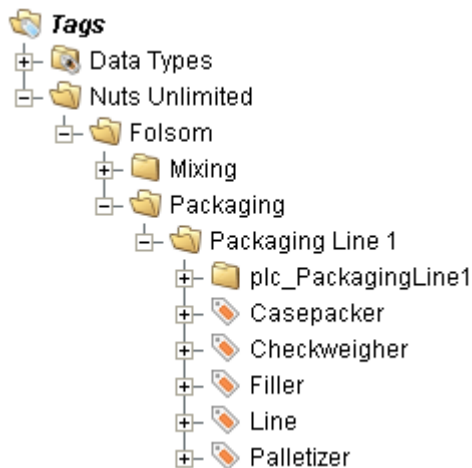 Tags
Data Types
Nuts Unlimited
Folsom
Mixing
Packaging
Packaging Line 1
plc_PackagingLine1
Casepacker
Checkweigher
Filler
Line
Palletizer